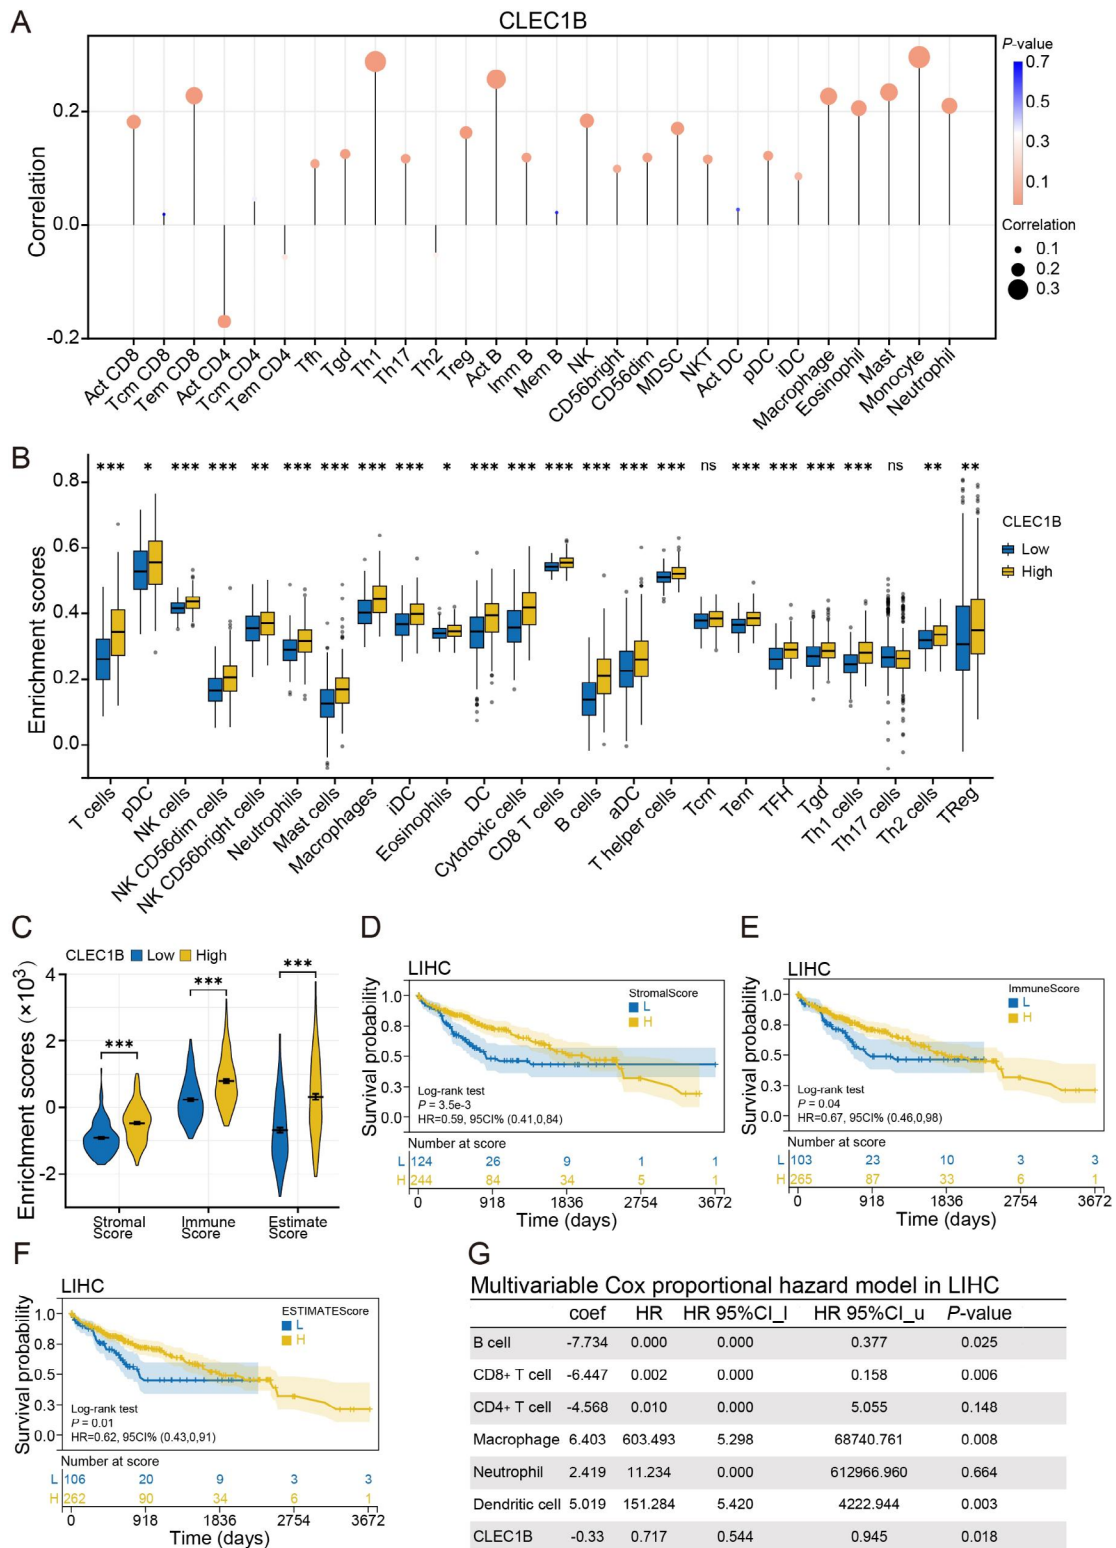 A
CLEC1B
Correlation
0.2
0.0
-0.2
Act CD8
Tcm CD8
Tem CD8
Act CD4
Tcm CD4
Tem CD4
Tfh
Tgd
Th1
Th17
Th2
Treg
Act B
Imm B
Mem B
NK
CD56bright
CD56dim
MDSC
NKT
Act DC
pDC
iDC
Macrophage
Eosinophil
Mast
Monocyte
Neutrophil
P-value
0.7
0.5
0.3
0.1
Correlation
0.1
0.2
0.3
B
Enrichment scores
0.8
0.6
0.4
0.2
0.0
*** * *** *** ** *** *** *** *** * *** *** *** *** *** *** ns *** *** *** *** ns ** **
T cells
pDC
NK cells
NK CD56dim cells
NK CD56bright cells
Neutrophils
Mast cells
Macrophages
iDC
Eosinophils
DC
Cytotoxic cells
CD8 T cells
B cells
aDC
T helper cells
Tcm
Tem
TFH
Tgd
Th1 cells
Th17 cells
Th2 cells
TReg
CLEC1B
Low
High
C
CLEC1B Low High
Enrichment scores (×10³)
4
2
0
-2
*** *** ***
Stromal Score
Immune Score
Estimate Score
D
LIHC
Survival probability
1.0
0.8
0.5
0.3
0.0
StromalScore
L
H
Log-rank test
P = 3.5e-3
HR=0.59, 95CI% (0.41,0,84)
Number at score
L 124 26 9 1 1
H 244 84 34 5 1
0 918 1836 2754 3672
Time (days)
E
LIHC
Survival probability
1.0
0.8
0.5
0.3
0.0
ImmuneScore
L
H
Log-rank test
P = 0.04
HR=0.67, 95CI% (0.46,0,98)
Number at score
L 103 23 10 3 3
H 265 87 33 6 1
0 918 1836 2754 3672
Time (days)
F
LIHC
Survival probability
1.0
0.8
0.5
0.3
0.0
ESTIMATEScore
L
H
Log-rank test
P = 0.01
HR=0.62, 95CI% (0.43,0,91)
Number at score
L 106 20 9 3 3
H 262 90 34 6 1
0 918 1836 2754 3672
Time (days)
G
Multivariable Cox proportional hazard model in LIHC
coef HR HR 95%CI_l HR 95%CI_u P-value
B cell -7.734 0.000 0.000 0.377 0.025
CD8+ T cell -6.447 0.002 0.000 0.158 0.006
CD4+ T cell -4.568 0.010 0.000 5.055 0.148
Macrophage 6.403 603.493 5.298 68740.761 0.008
Neutrophil 2.419 11.234 0.000 612966.960 0.664
Dendritic cell 5.019 151.284 5.420 4222.944 0.003
CLEC1B -0.33 0.717 0.544 0.945 0.018